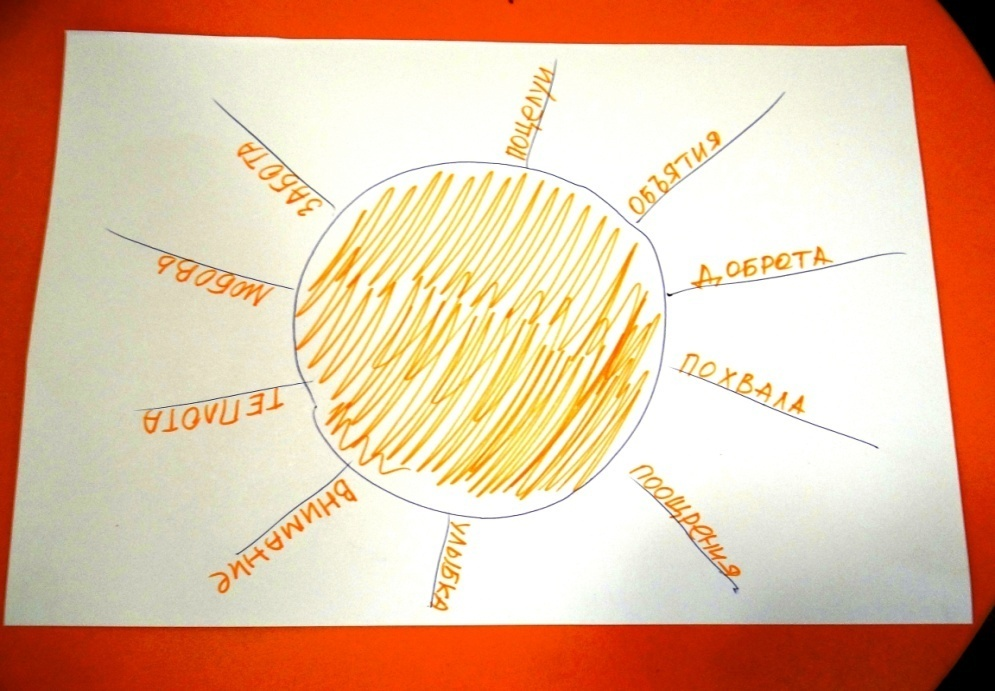 ПОЦЕЛУИ
ОБЪЯТИЯ
ДОБРОТА
ПОХВАЛА
ПООЩРЕНИЯ
УЛЫБКА
ВНИМАНИЕ
ТЕПЛОТА
ЛЮБОВЬ
ЗАБОТА